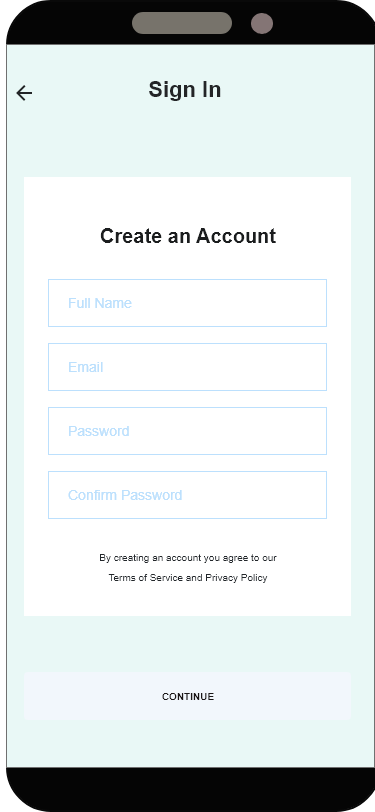 Sign In
Create an Account
Full Name
Email
Password
Confirm Password
By creating an account you agree to our
Terms of Service and Privacy Policy
CONTINUE